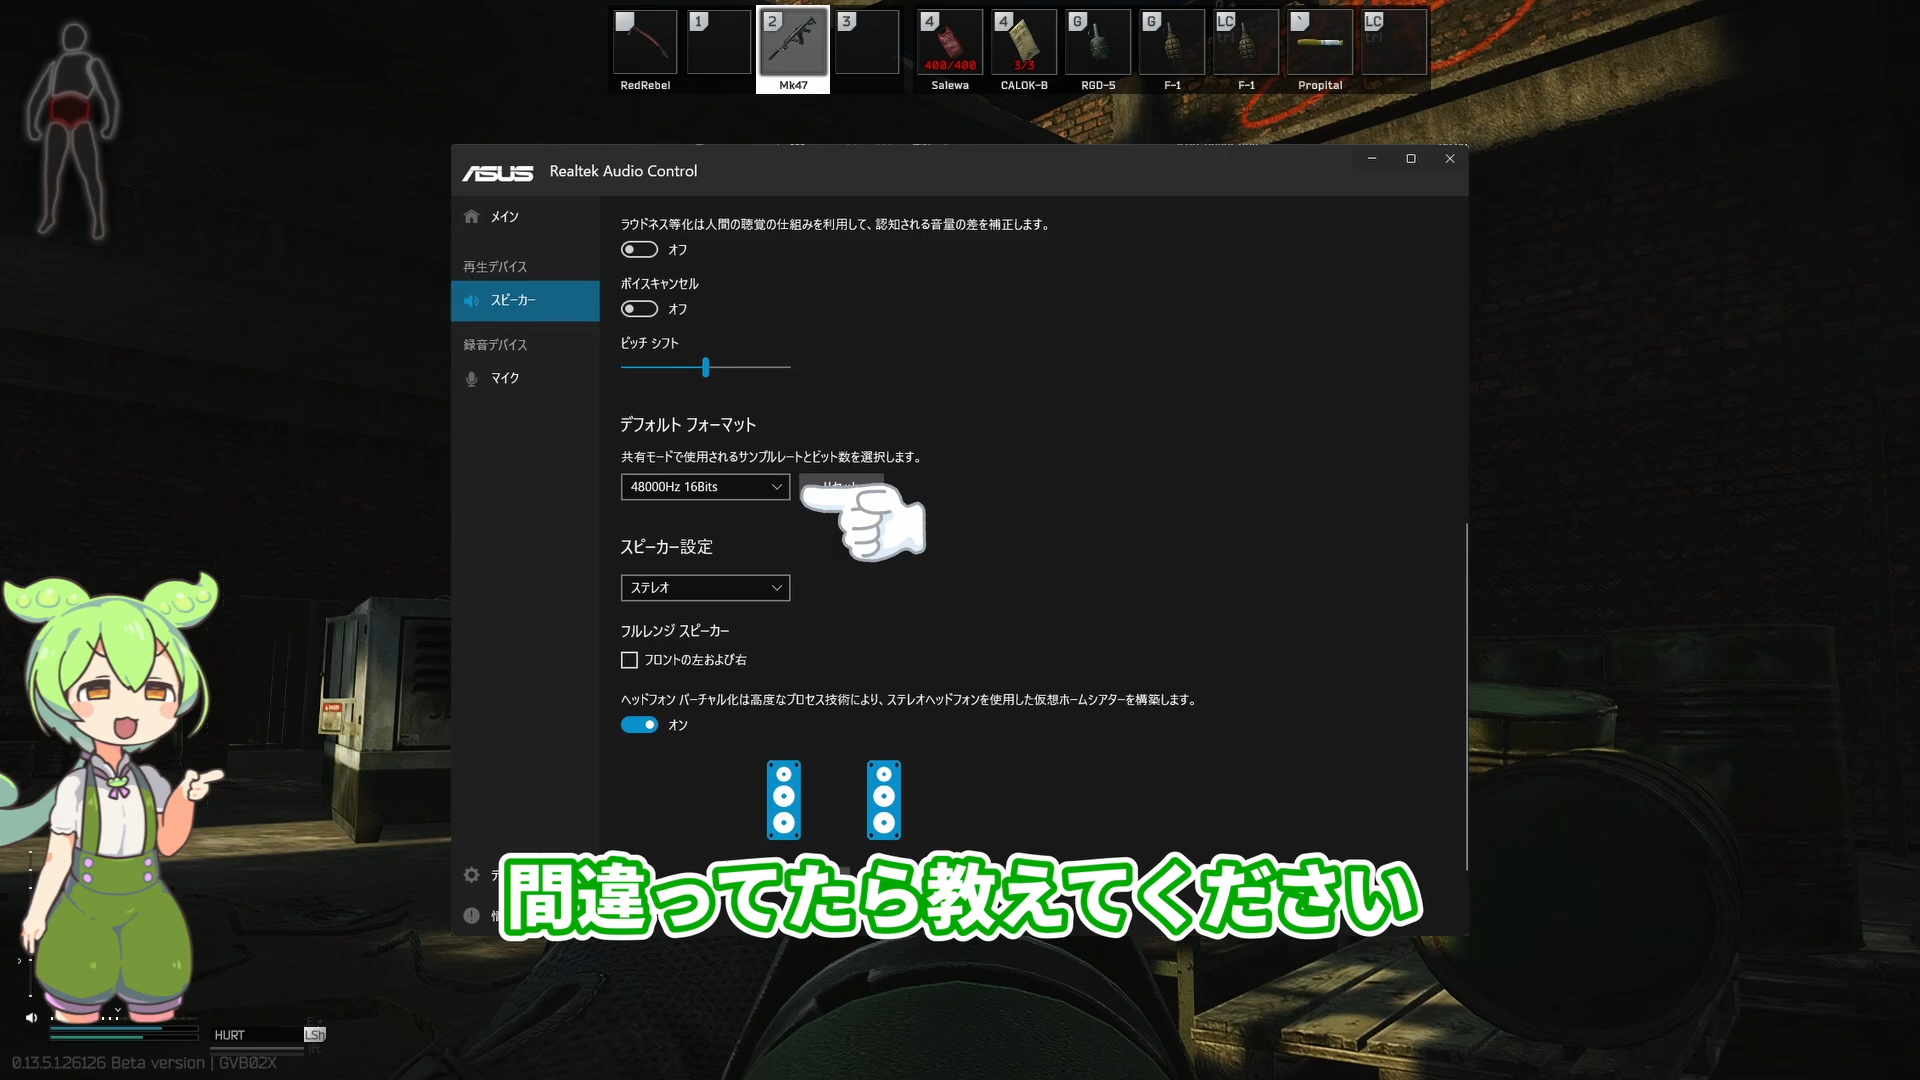 1
2
3
4
4
G
G
LC
`
LC
400/400
3/3
RedRebel
Mk47
Salewa
CALOK-B
RGD-5
F-1
F-1
Propital
ASUS
Realtek Audio Control
メイン
再生デバイス
スピーカー
録音デバイス
マイク
ラウドネス等化は人間の聴覚の仕組みを利用して、認知される音量の差を補正します。
オフ
ボイスキャンセル
オフ
ピッチ シフト
デフォルト フォーマット
共有モードで使用されるサンプルレートとビット数を選択します。
48000Hz 16Bits
リセット
スピーカー設定
ステレオ
フルレンジ スピーカー
フロントの左および右
ヘッドフォン バーチャル化は高度なプロセス技術により、ステレオヘッドフォンを使用した仮想ホームシアターを構築します。
オン
間違ってたら教えてください
HURT
LSh
0.13.5.1.26126 Beta version | GVB02X